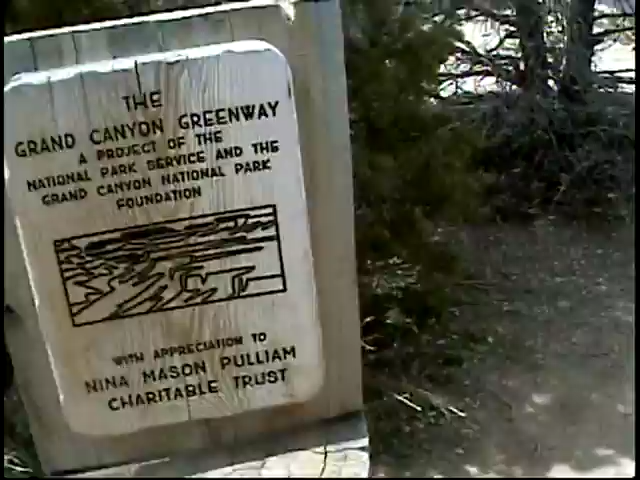 THE
GRAND CANYON GREENWAY
A PROJECT OF THE
NATIONAL PARK SERVICE AND THE
GRAND CANYON NATIONAL PARK
FOUNDATION
WITH APPRECIATION TO
NINA MASON PULLIAM
CHARITABLE TRUST